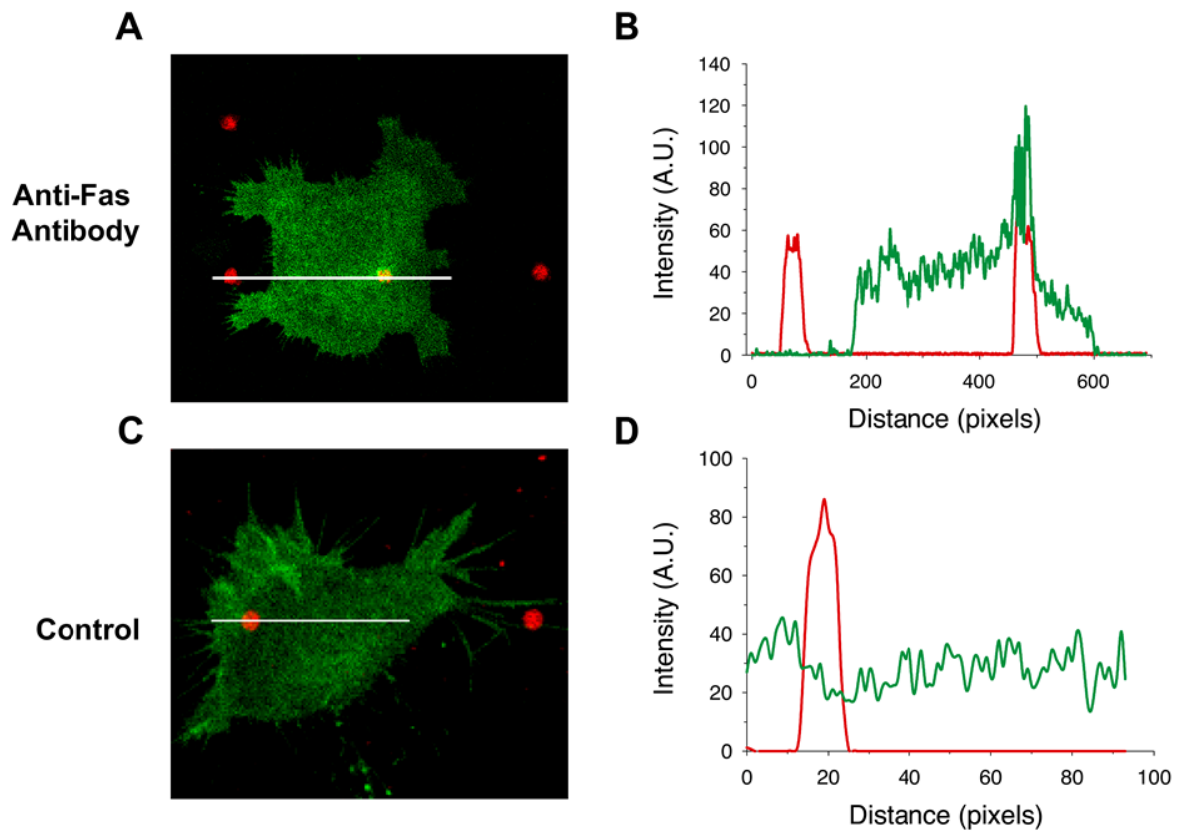 A
B
Anti-Fas
Antibody
140
120
100
80
60
40
20
0
Intensity (A.U.)
0 200 400 600
Distance (pixels)
C
D
Control
100
80
60
40
20
0
Intensity (A.U.)
0 20 40 60 80 100
Distance (pixels)